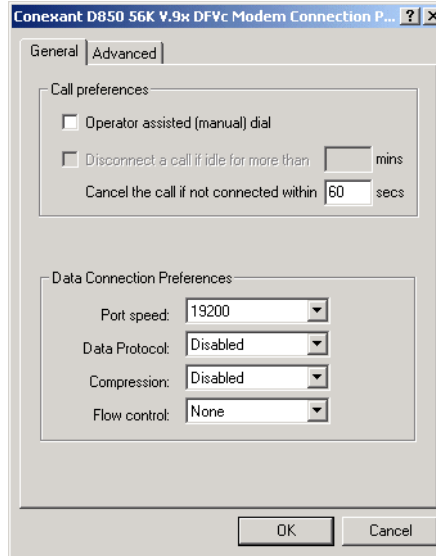 Conexant D850 56K V.9x DFVc Modem Connection P... ? X
General Advanced
Call preferences
Operator assisted (manual) dial
Disconnect a call if idle for more than mins
Cancel the call if not connected within 60 secs
Data Connection Preferences
Port speed: 19200
Data Protocol: Disabled
Compression: Disabled
Flow control: None
OK Cancel